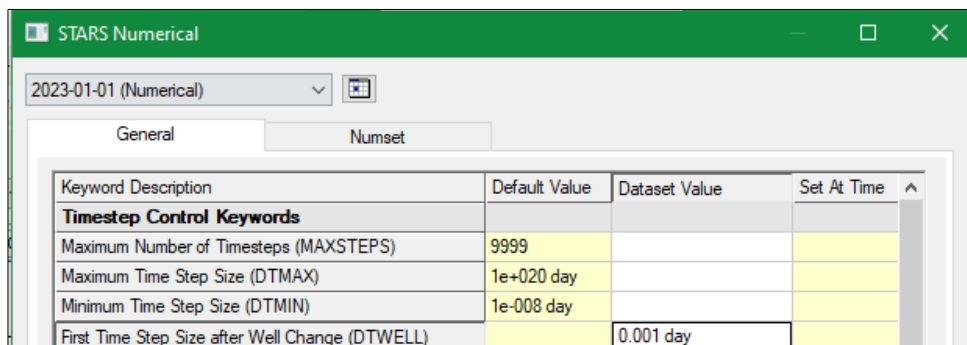 STARS Numerical
2023-01-01 (Numerical)
General Numset
Keyword Description Default Value Dataset Value Set At Time
Timestep Control Keywords
Maximum Number of Timesteps (MAXSTEPS) 9999
Maximum Time Step Size (DTMAX) 1e+020 day
Minimum Time Step Size (DTMIN) 1e-008 day
First Time Step Size after Well Change (DTWELL) 0.001 day